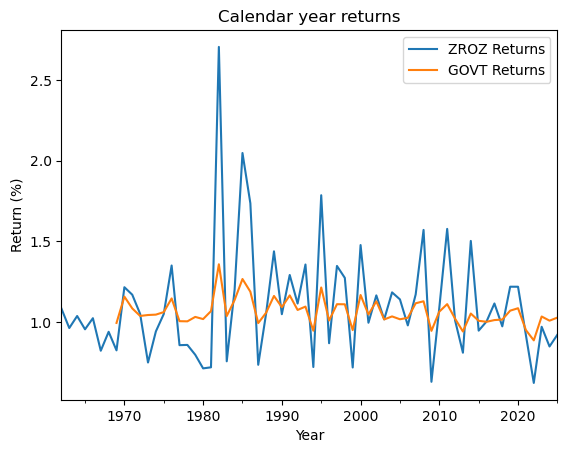 Calendar year returns
ZROZ Returns
GOVT Returns
2.5
2.0
1.5
1.0
Return (%)
1970
1980
1990
2000
2010
2020
Year